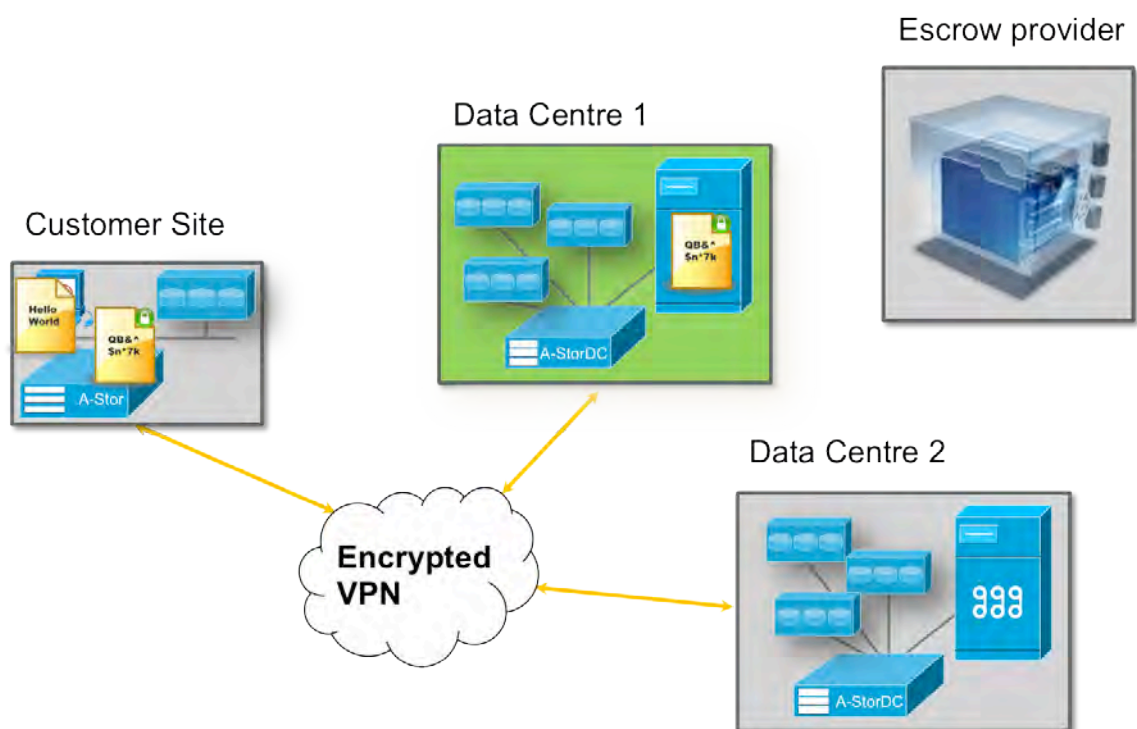 Escrow provider
Data Centre 1
Customer Site
QB&^
$n*7k
Hello
World
QB&^
$n*7k
A-StorDC
A-Stor
Data Centre 2
Encrypted
VPN
A-StorDC